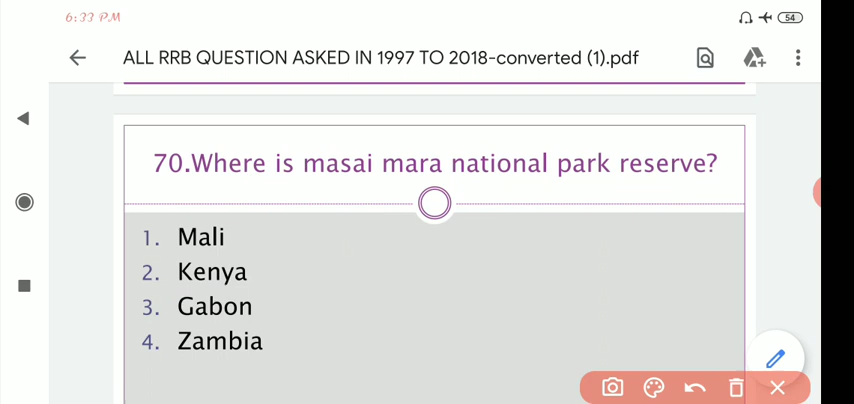 6:33 PM
54
ALL RRB QUESTION ASKED IN 1997 TO 2018-converted (1).pdf
70.Where is masai mara national park reserve?
1. Mali
2. Kenya
3. Gabon
4. Zambia